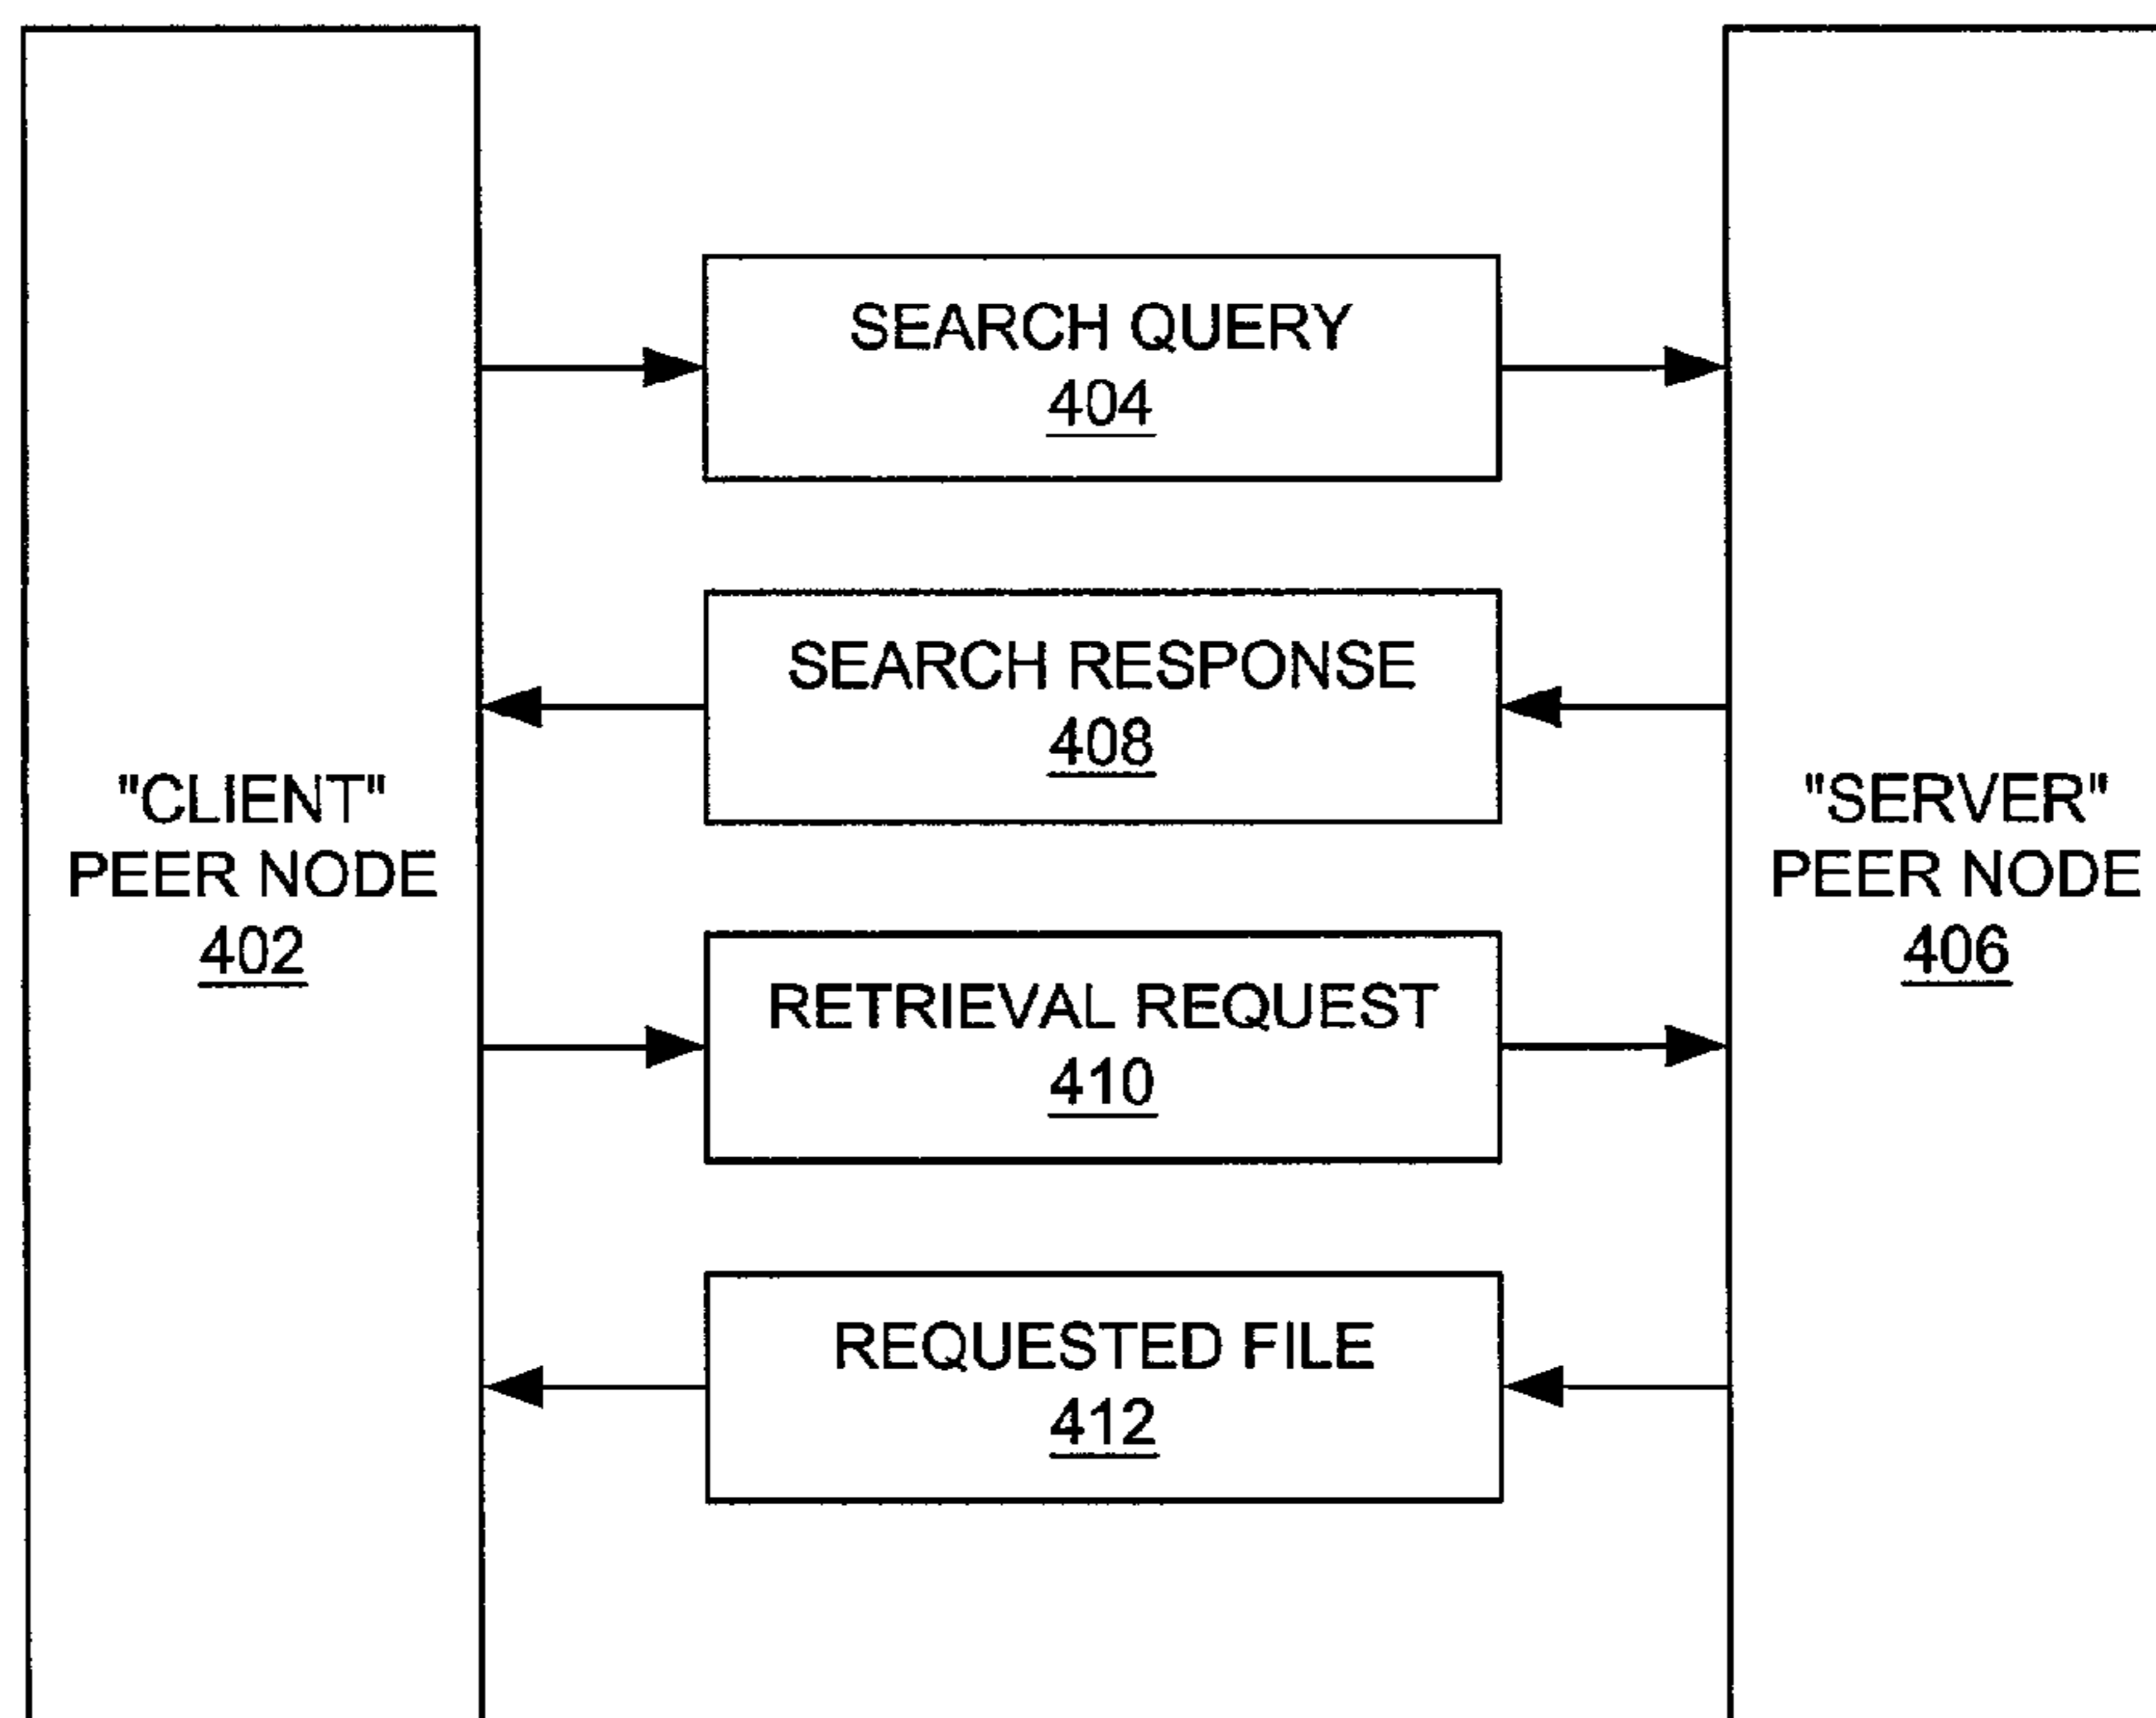 SEARCH QUERY
404
SEARCH RESPONSE
408
"CLIENT"
PEER NODE
402
"SERVER"
PEER NODE
406
RETRIEVAL REQUEST
410
REQUESTED FILE
412